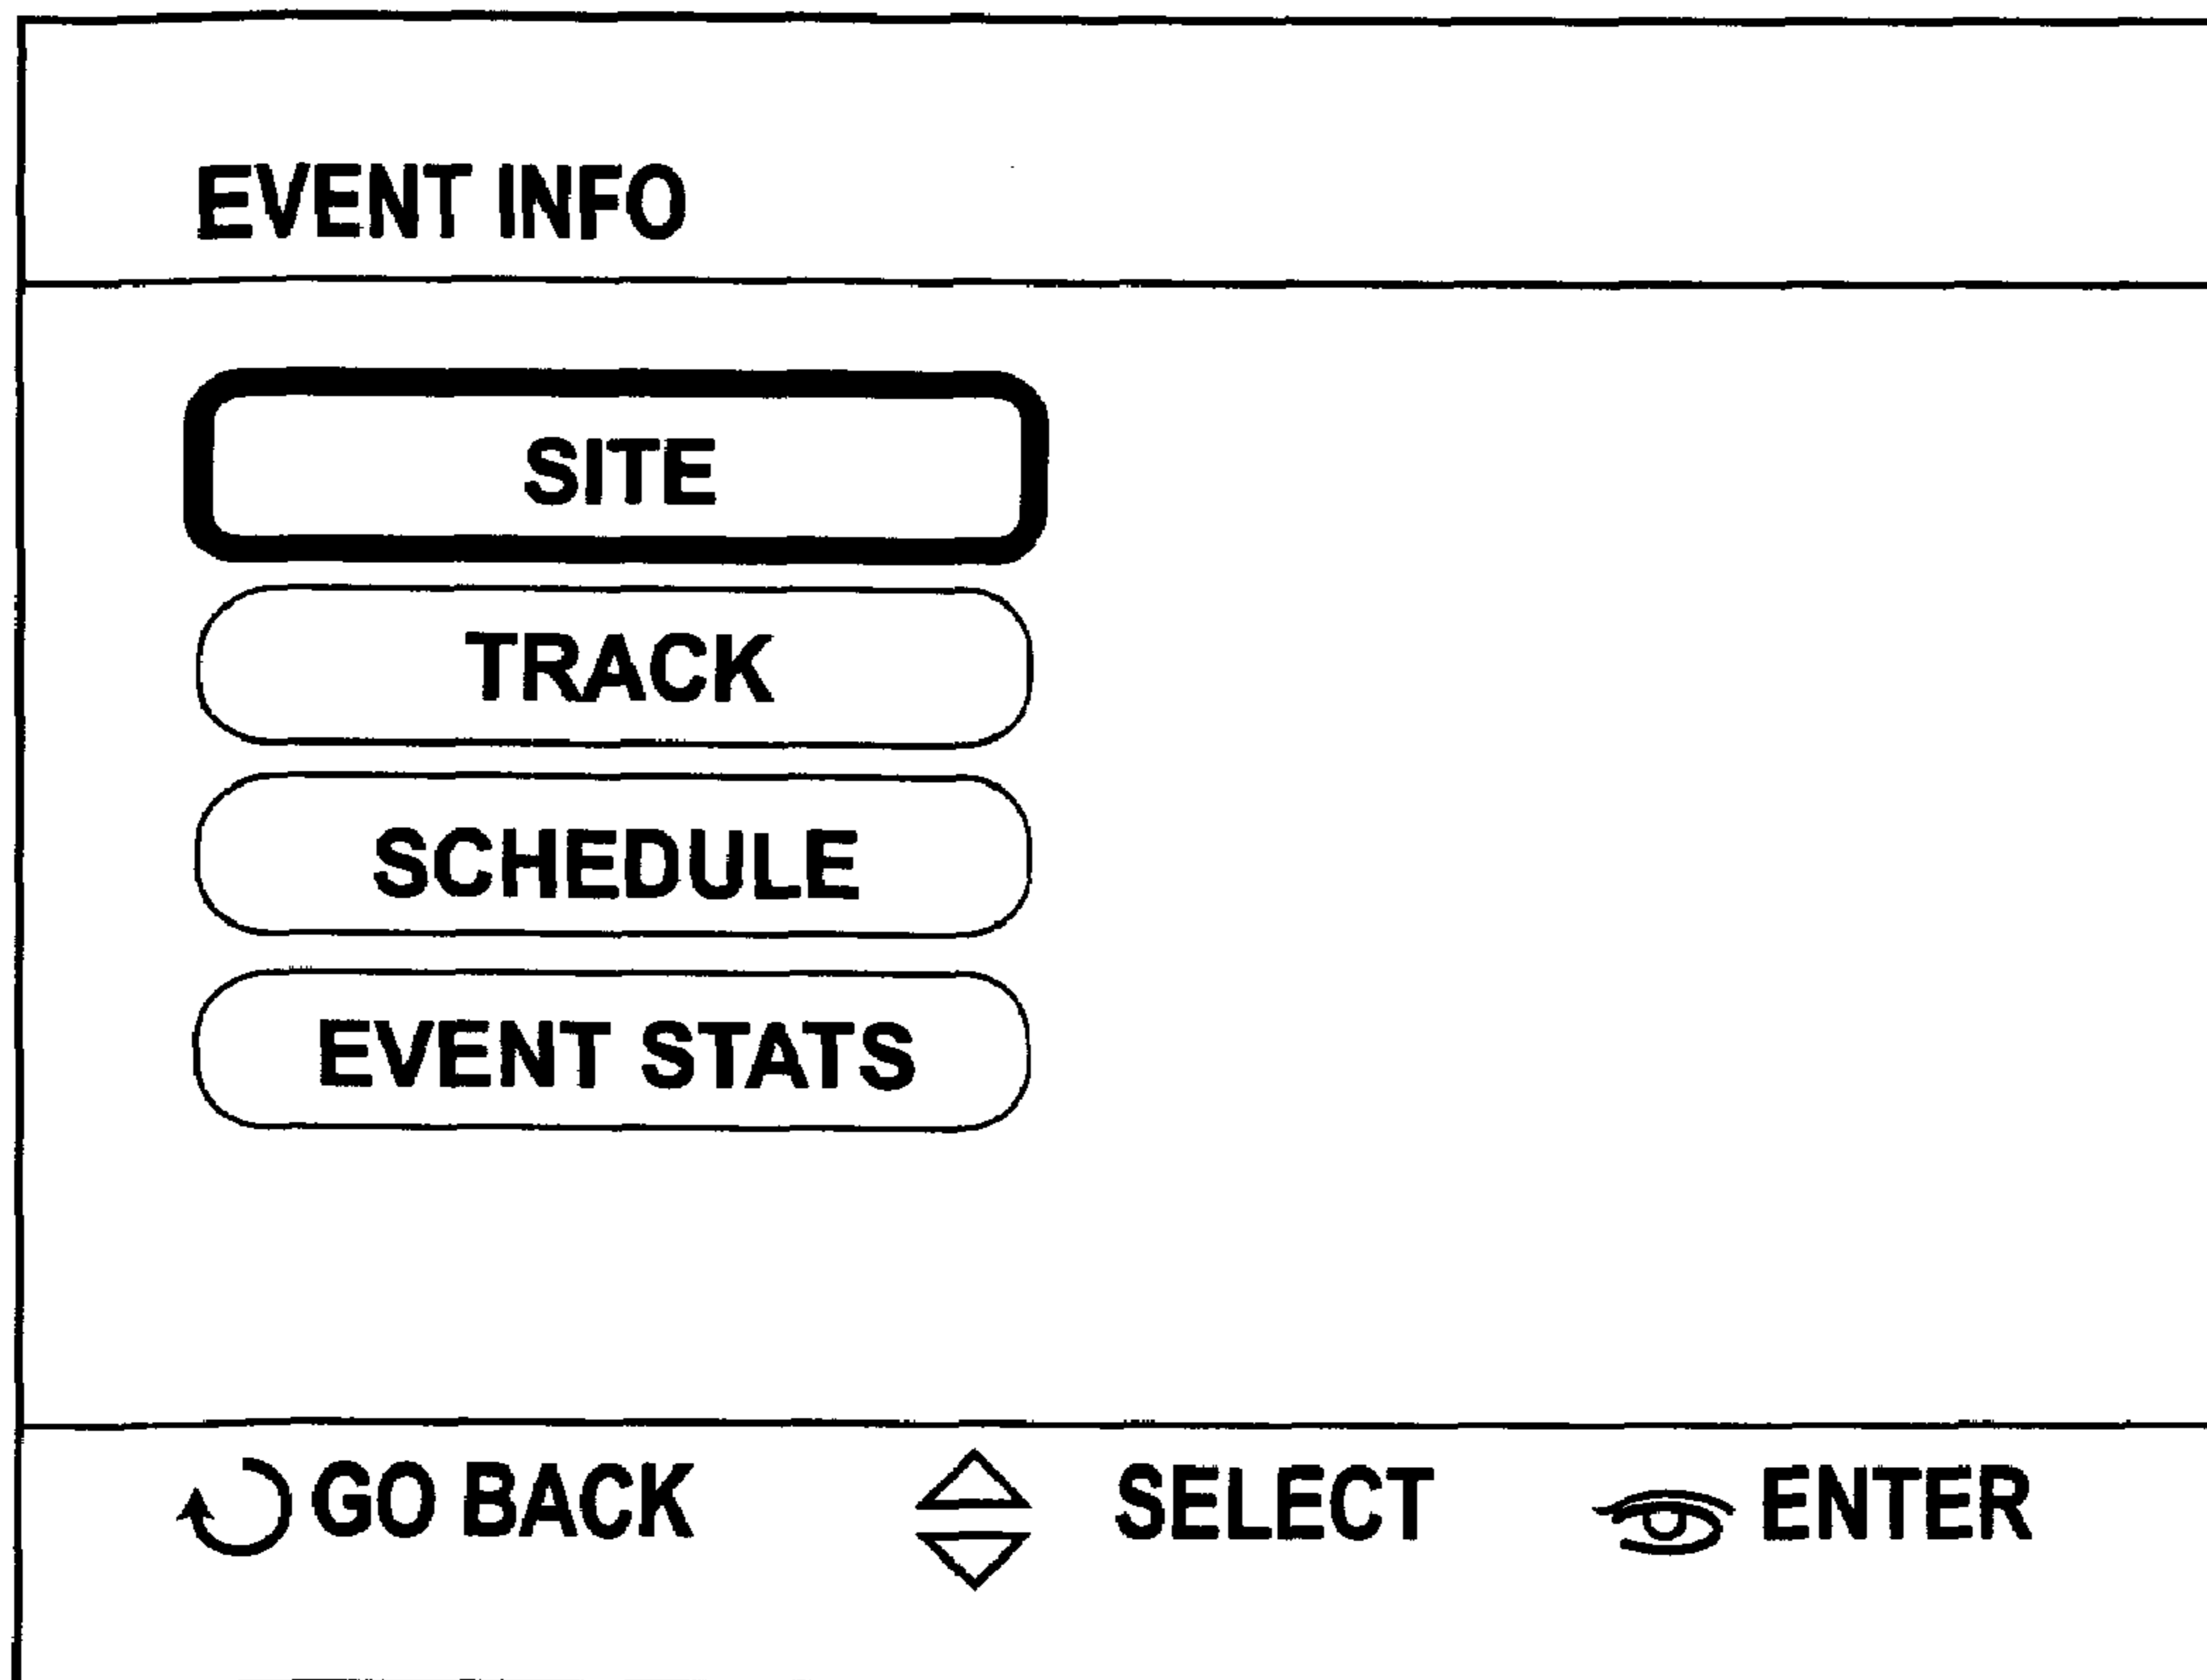 EVENT INFO
SITE
TRACK
SCHEDULE
EVENT STATS
GO BACK SELECT ENTER